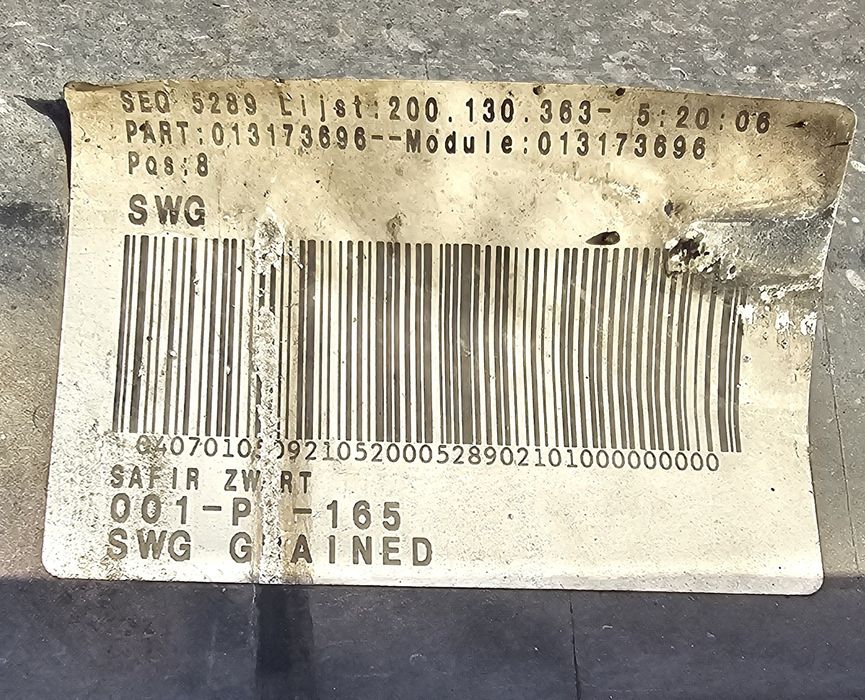 SEQ 5289 Lijst:200.130.363- 5:20:06
PART:013173696--Module:013173696
Pos:8
SWG
SAFIR
001-P -165
SWG